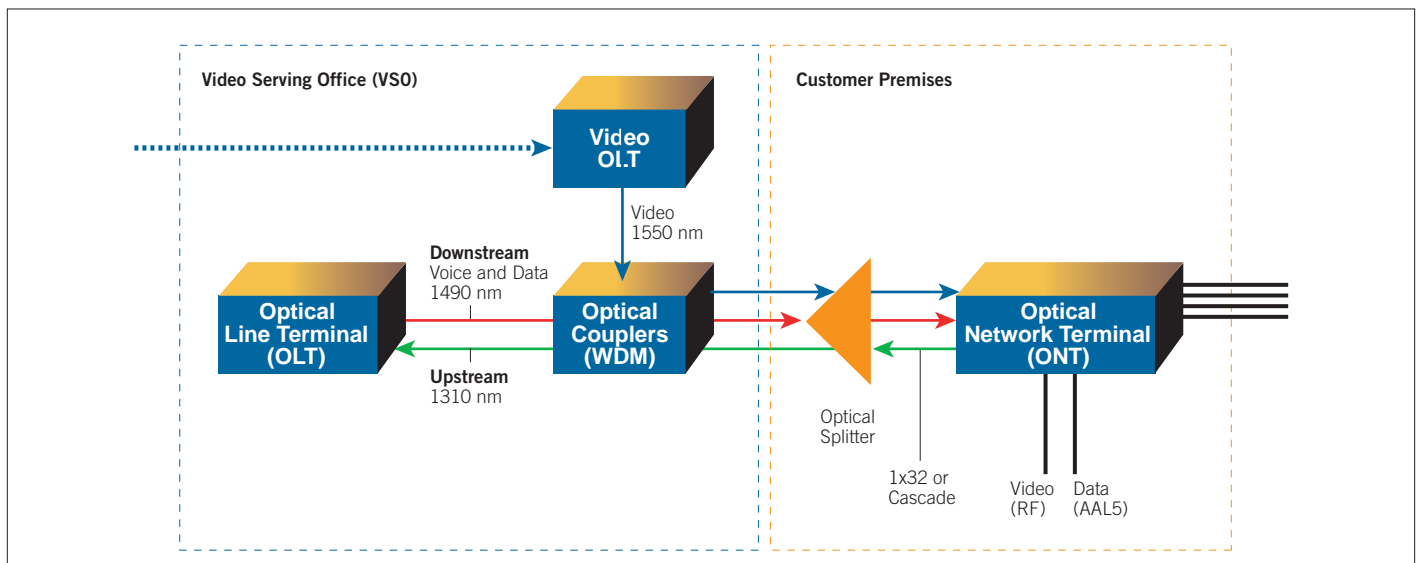 Video Serving Office (VSO)
Customer Premises
Video
OLT
Video
1550 nm
Downstream
Voice and Data
1490 nm
Optical
Line Terminal
(OLT)
Optical
Couplers
(WDM)
Optical
Network Terminal
(ONT)
Upstream
1310 nm
Optical
Splitter
1x32 or
Cascade
Video
(RF)
Data
(AAL5)